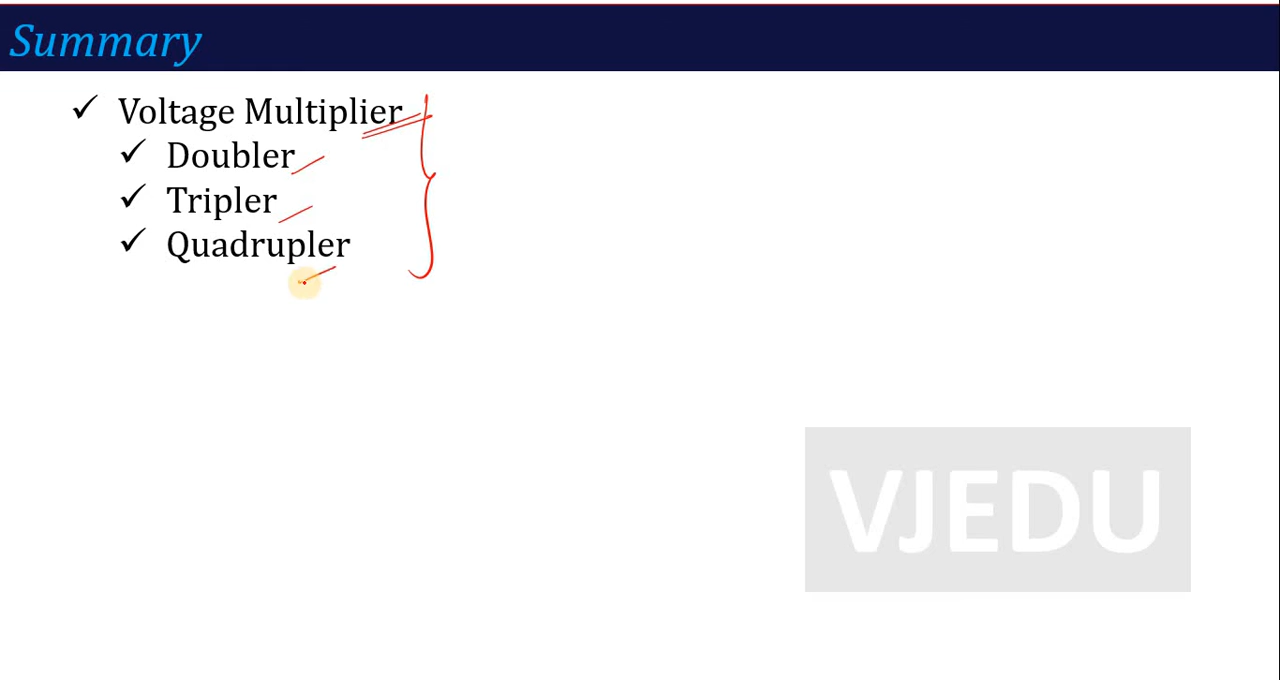 Summary
✓ Voltage Multiplier
✓ Doubler
✓ Tripler
✓ Quadrupler
VJEDU